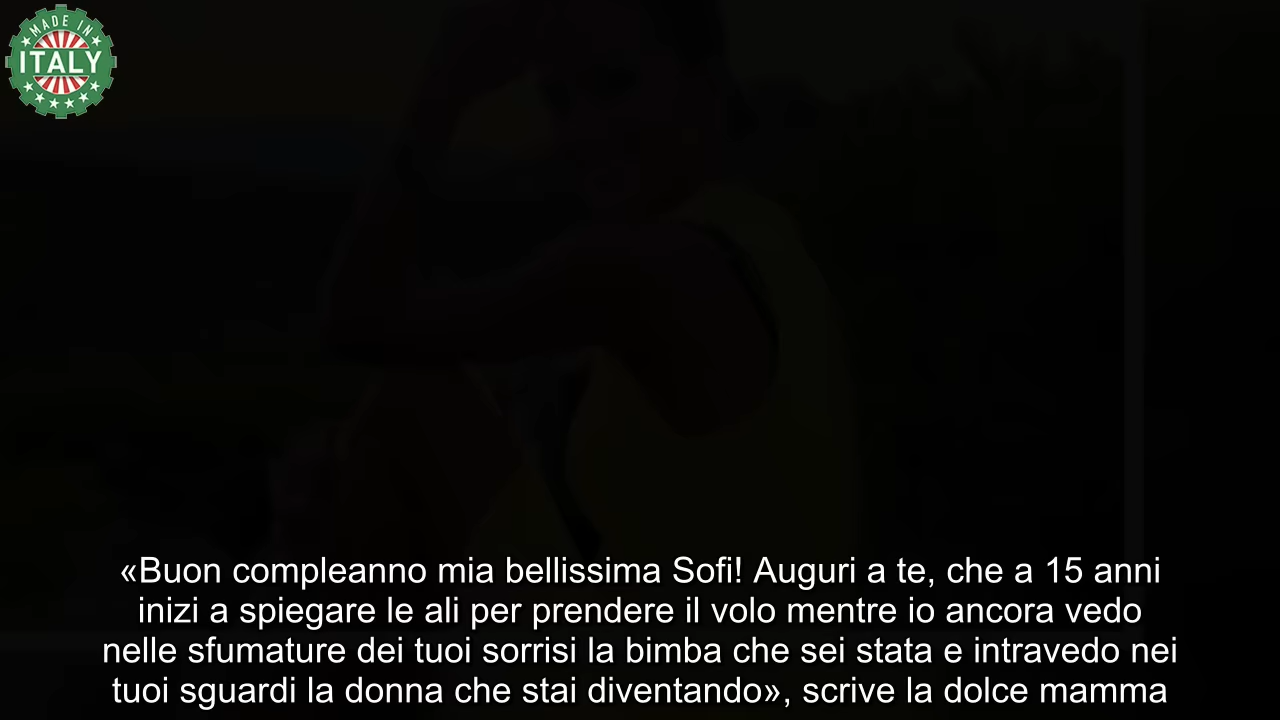 MADE IN
ITALY
«Buon compleanno mia bellissima Sofi! Auguri a te, che a 15 anni
inizi a spiegare le ali per prendere il volo mentre io ancora vedo
nelle sfumature dei tuoi sorrisi la bimba che sei stata e intravedo nei
tuoi sguardi la donna che stai diventando», scrive la dolce mamma